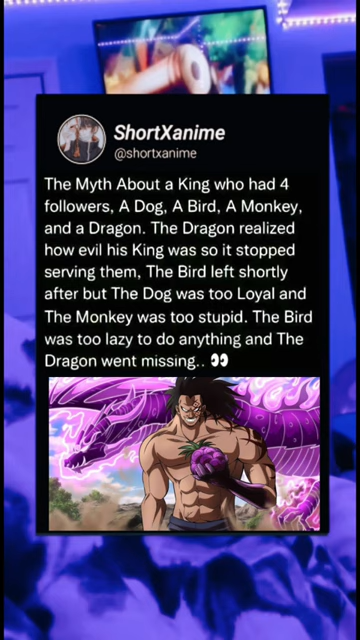 ShortXanime
@shortxanime
The Myth About a King who had 4
followers, A Dog, A Bird, A Monkey,
and a Dragon. The Dragon realized
how evil his King was so it stopped
serving them, The Bird left shortly
after but The Dog was too Loyal and
The Monkey was too stupid. The Bird
was too lazy to do anything and The
Dragon went missing.. 👀